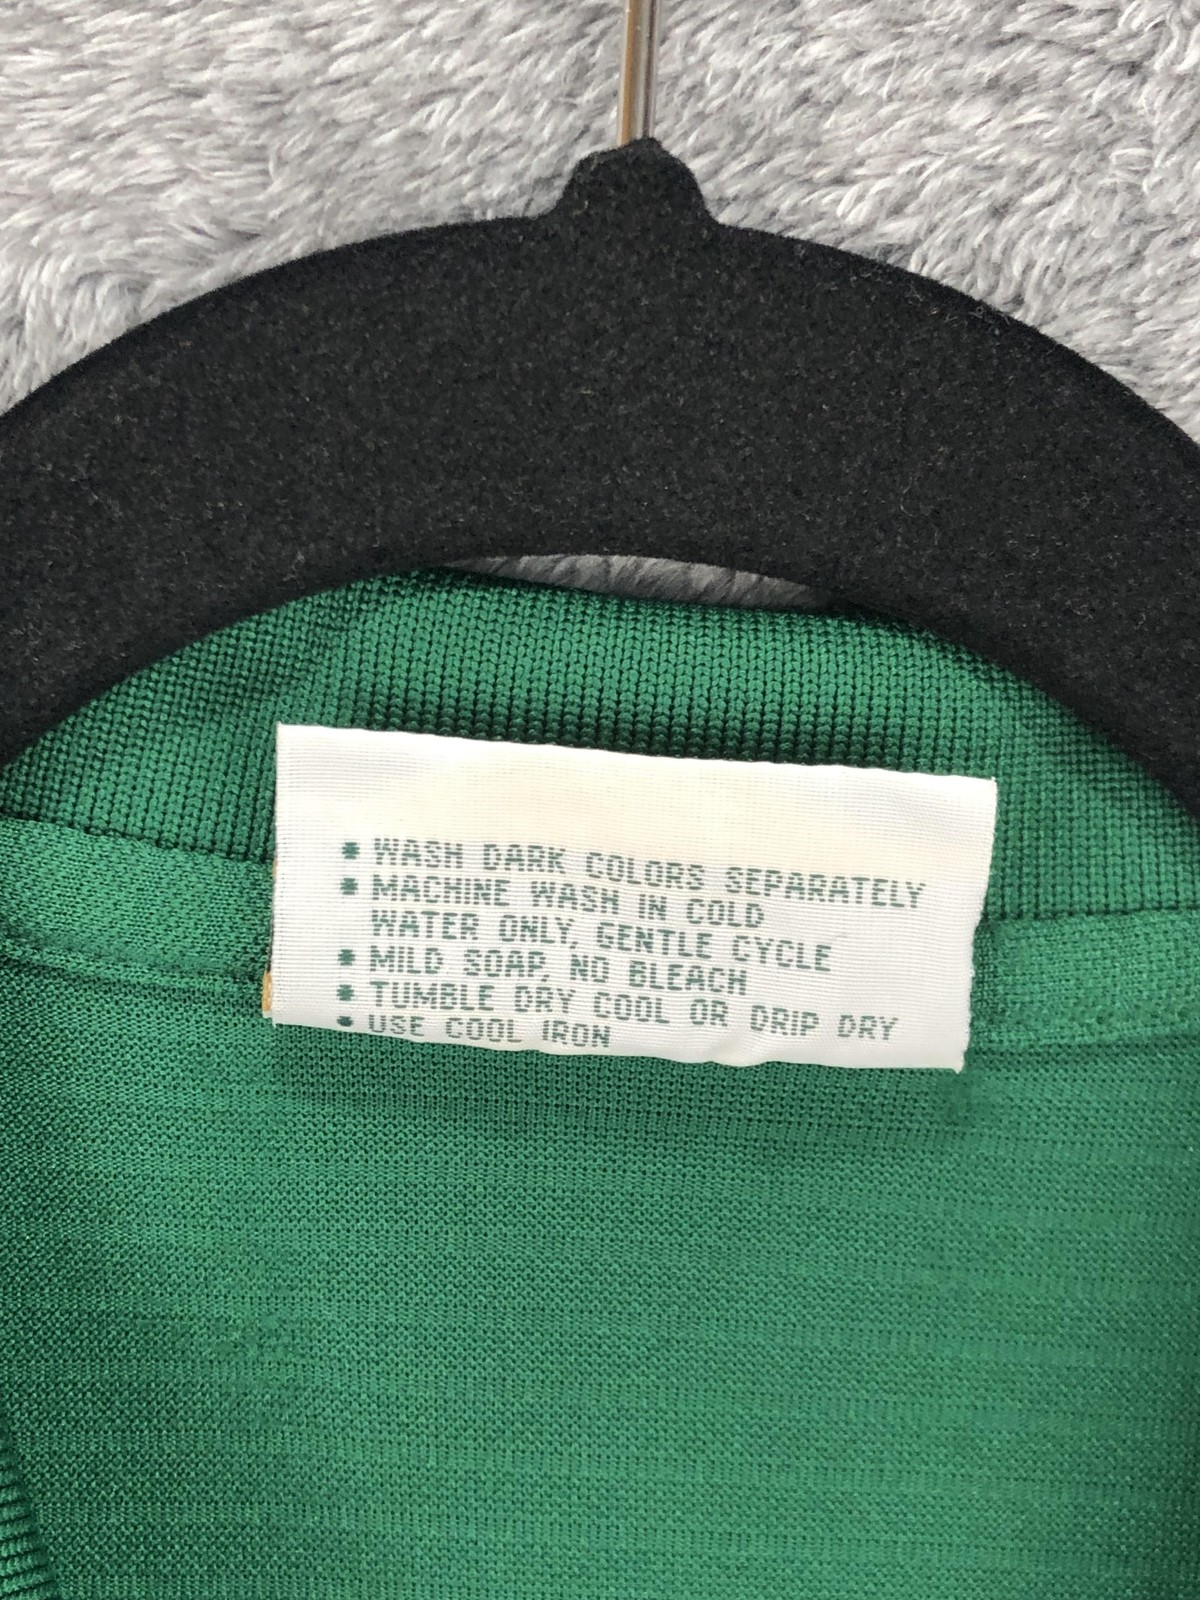 * WASH DARK COLORS SEPARATELY
* MACHINE WASH IN COLD
WATER ONLY, GENTLE CYCLE
* MILD SOAP, NO BLEACH
* TUMBLE DRY COOL OR DRIP DRY
* USE COOL IRON